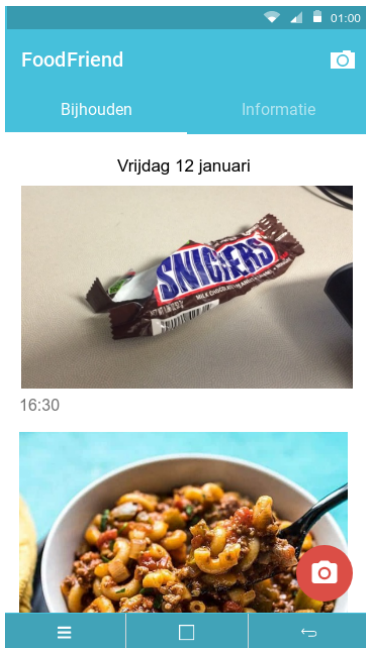 01:00
FoodFriend
Bijhouden
Informatie
Vrijdag 12 januari
SNICKERS
16:30